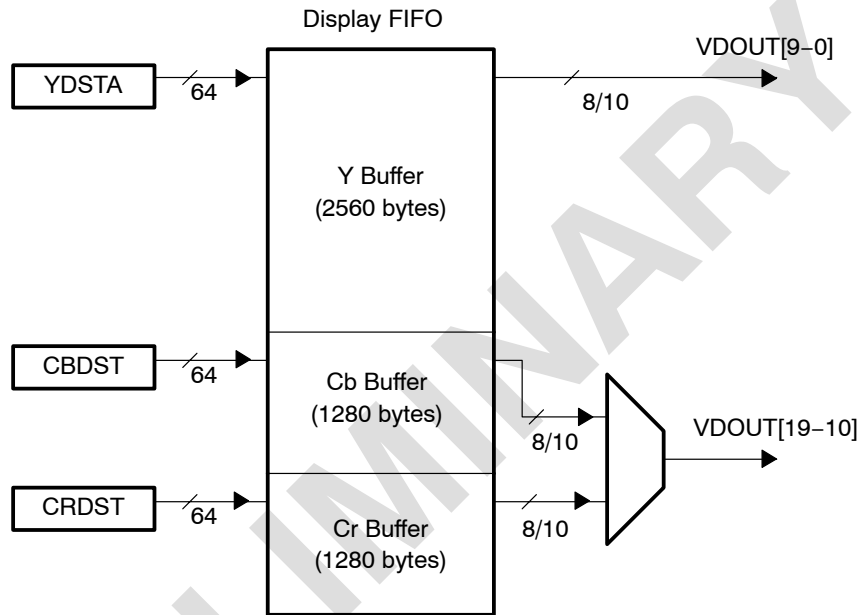 Display FIFO
VDOUT[9–0]
YDSTA
64
8/10
Y Buffer
(2560 bytes)
CBDST
64
Cb Buffer
(1280 bytes)
8/10
VDOUT[19–10]
CRDST
64
8/10
Cr Buffer
(1280 bytes)
LIMINARY